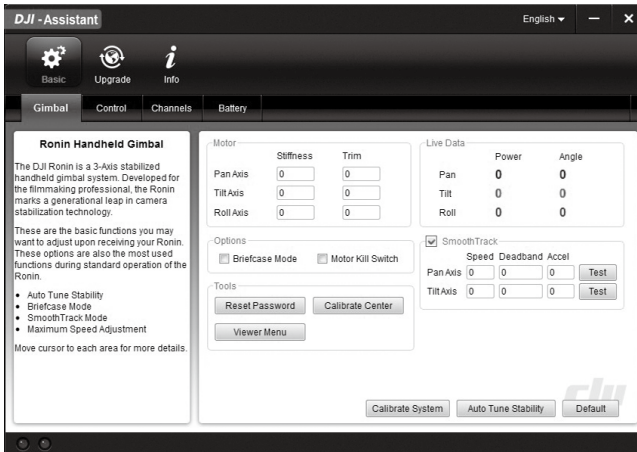 DJI - Assistant
English
Basic
Upgrade
Info
Gimbal
Control
Channels
Battery
Ronin Handheld Gimbal
The DJI Ronin is a 3-Axis stabilized
handheld gimbal system. Developed for
the filmmaking professional, the Ronin
marks a generational leap in camera
stabilization technology.
These are the basic functions you may
want to adjust upon receiving your Ronin.
These options are also the most used
functions during standard operation of the
Ronin.
• Auto Tune Stability
• Briefcase Mode
• SmoothTrack Mode
• Maximum Speed Adjustment
Move cursor to each area for more details.
Motor
Stiffness Trim
Pan Axis 0 0
Tilt Axis 0 0
Roll Axis 0 0
Options
Briefcase Mode Motor Kill Switch
Tools
Reset Password Calibrate Center
Viewer Menu
Live Data
Power Angle
Pan 0 0
Tilt 0 0
Roll 0 0
SmoothTrack
Speed Deadband Accel
Pan Axis 0 0 0 Test
Tilt Axis 0 0 0 Test
dji
Calibrate System Auto Tune Stability Default